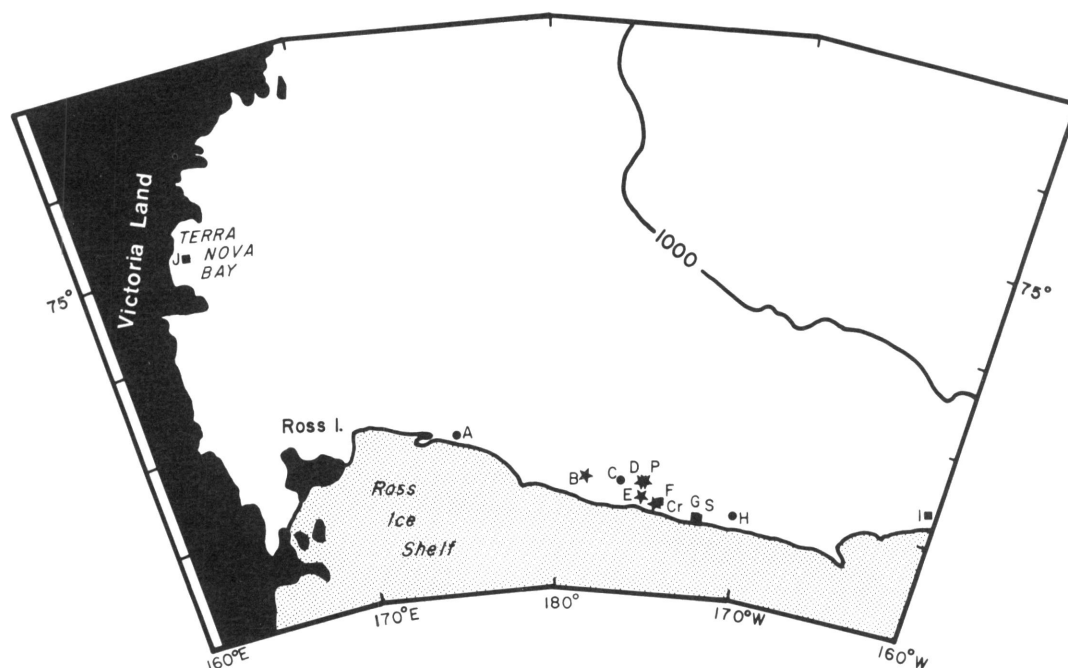 Victoria Land
TERRA
NOVA
BAY
J
75°
75°
1000
Ross I.
A
B
C
D
P
E
F
Cr
G
S
H
I
Ross
Ice
Shelf
160°E
170°E
180°
170°W
160°W